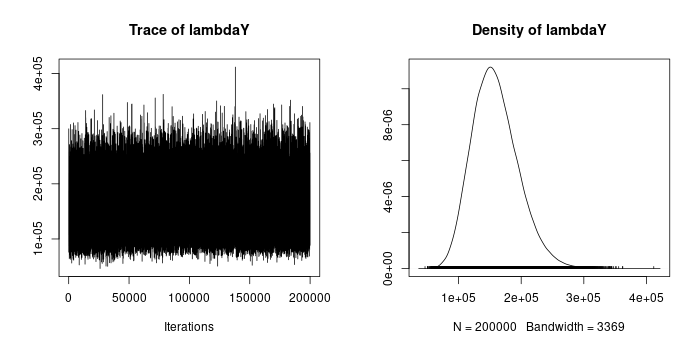 Trace of lambdaY
1e+05 2e+05 3e+05 4e+05
0 50000 100000 150000 200000
Iterations
Density of lambdaY
0e+00 4e-06 8e-06
1e+05 2e+05 3e+05 4e+05
N = 200000 Bandwidth = 3369